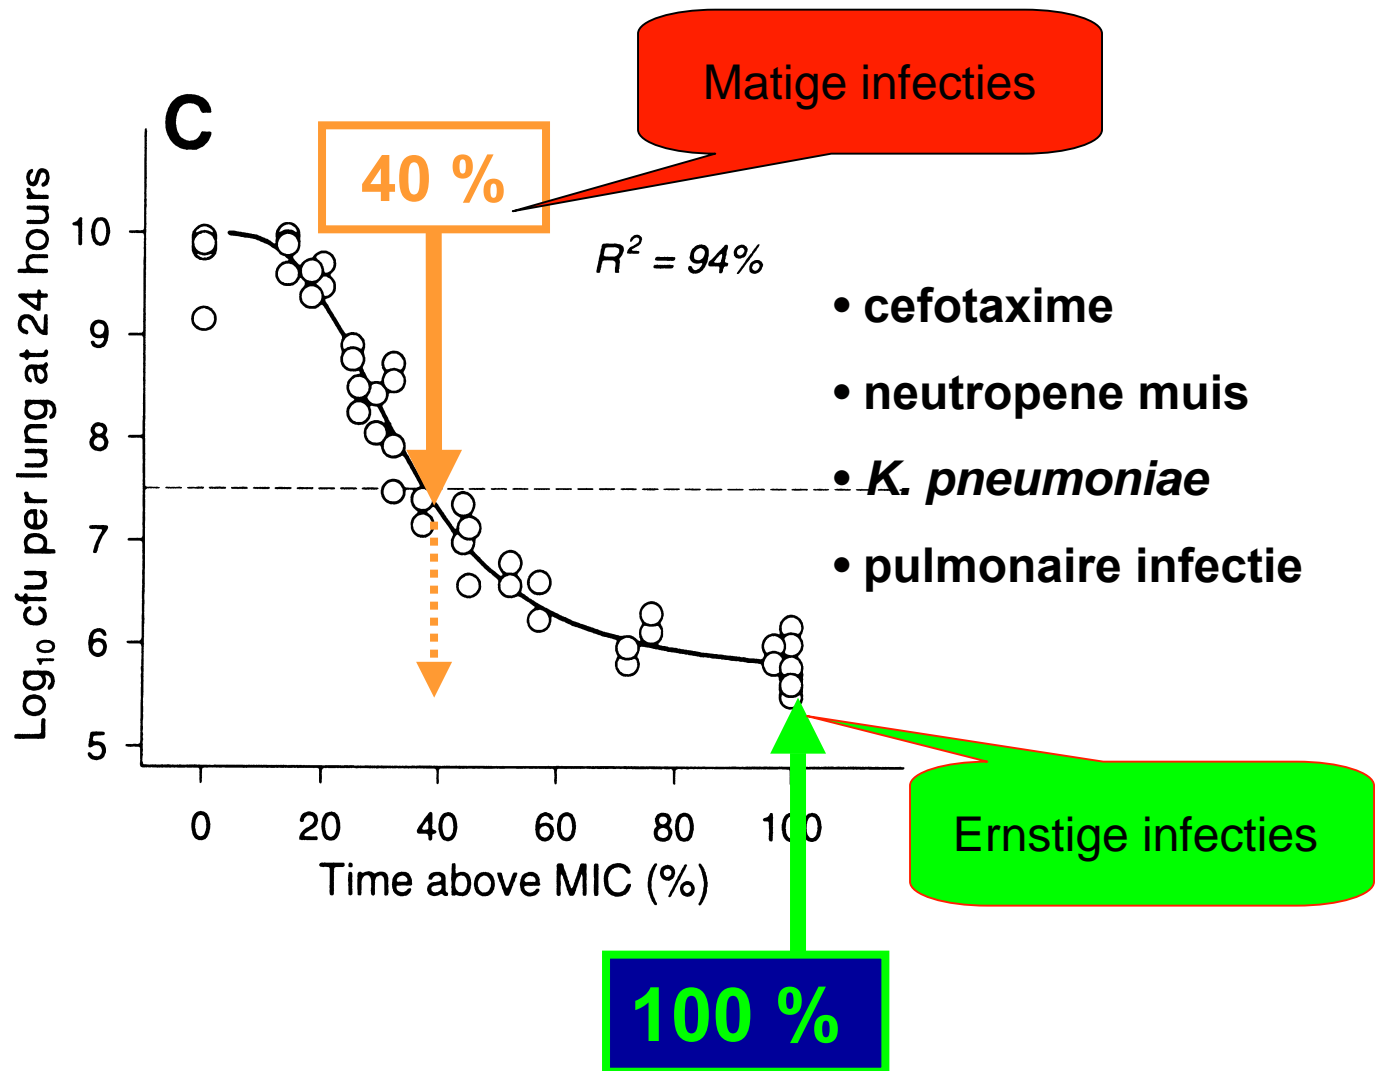 Matige infecties
C
40 %
R² = 94%
Log₁₀ cfu per lung at 24 hours
10
9
8
7
6
5
• cefotaxime
• neutropene muis
• K. pneumoniae
• pulmonaire infectie
0 20 40 60 80 100
Time above MIC (%)
Ernstige infecties
100 %